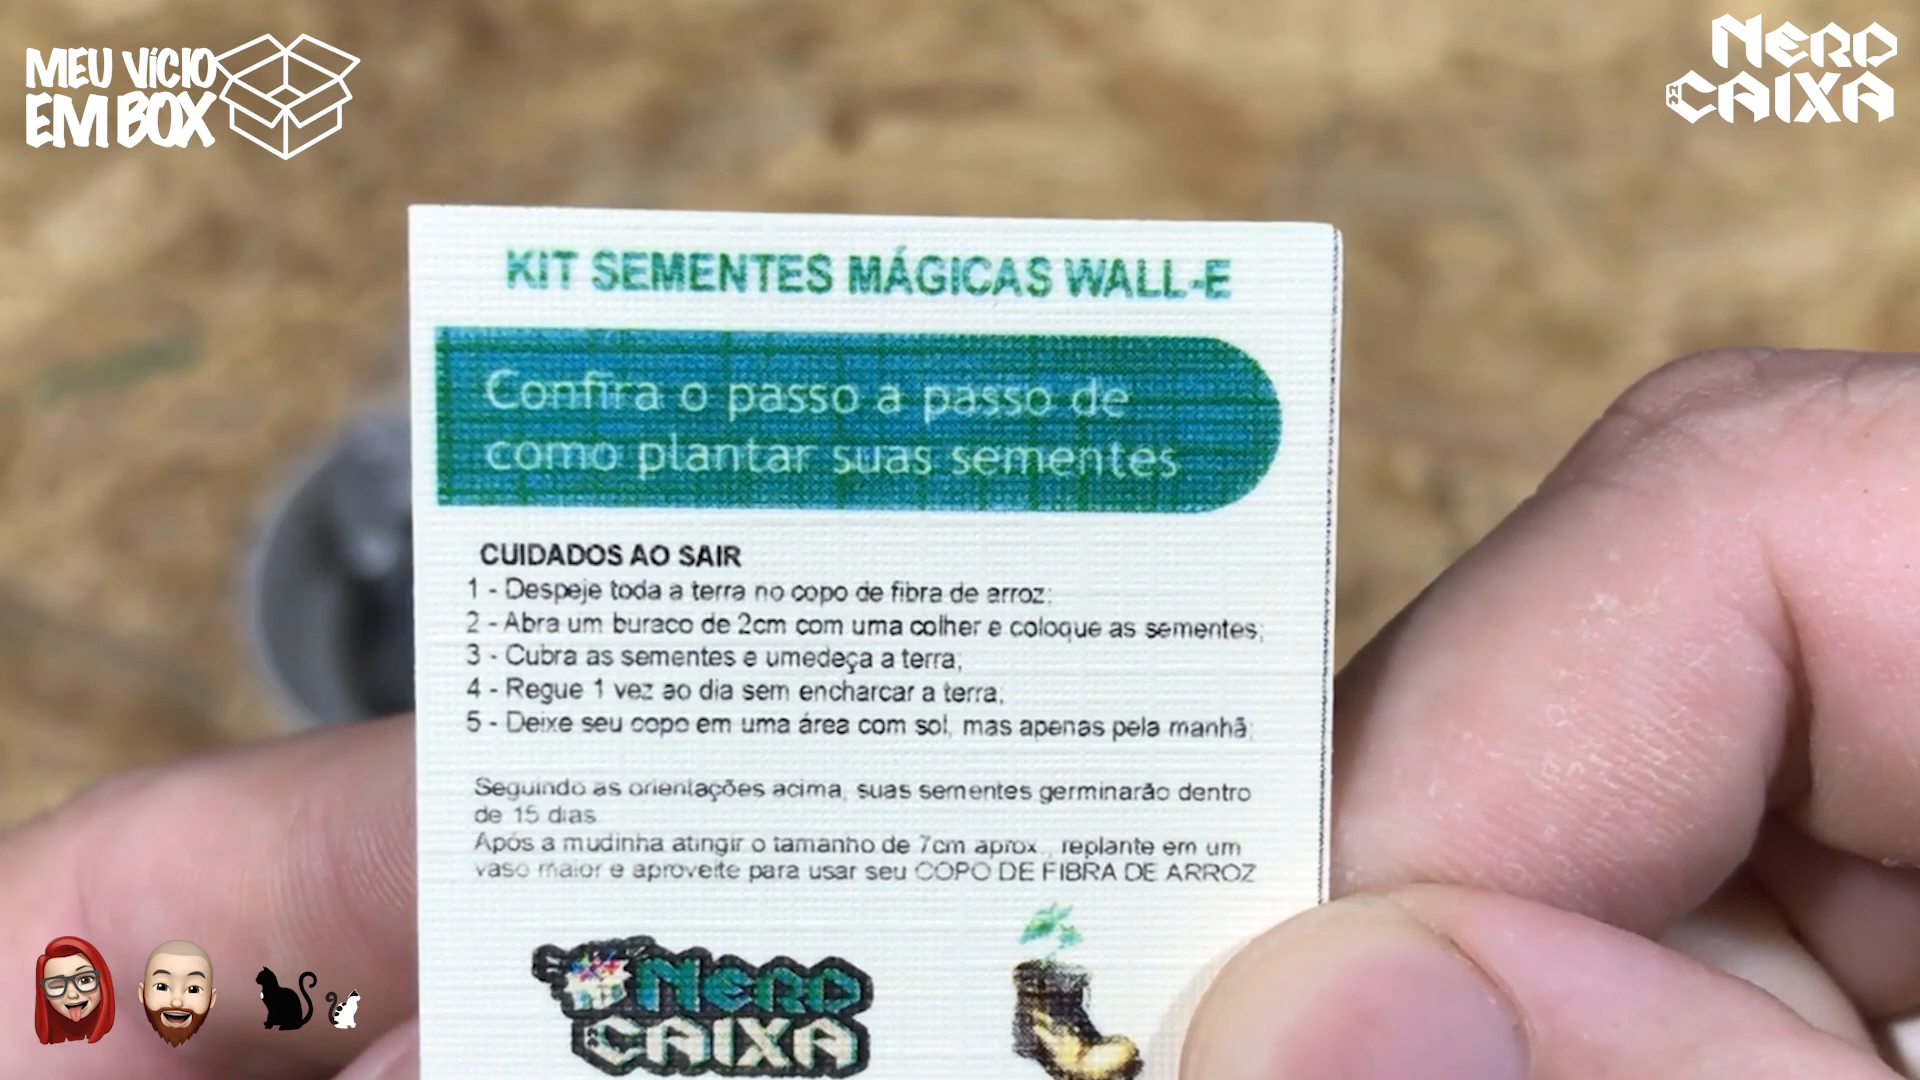 MEU VÍCIO
EM BOX
NERD
NA CAIXA
KIT SEMENTES MÁGICAS WALL-E
Confira o passo a passo de
como plantar suas sementes
CUIDADOS AO SAIR
1 - Despeje toda a terra no copo de fibra de arroz;
2 - Abra um buraco de 2cm com uma colher e coloque as sementes;
3 - Cubra as sementes e umedeça a terra;
4 - Regue 1 vez ao dia sem encharcar a terra;
5 - Deixe seu copo em uma área com sol, mas apenas pela manhã;
Seguindo as orientações acima, suas sementes germinarão dentro
de 15 dias
Após a mudinha atingir o tamanho de 7cm aprox., replante em um
vaso maior e aproveite para usar seu COPO DE FIBRA DE ARROZ
NERD
NA CAIXA